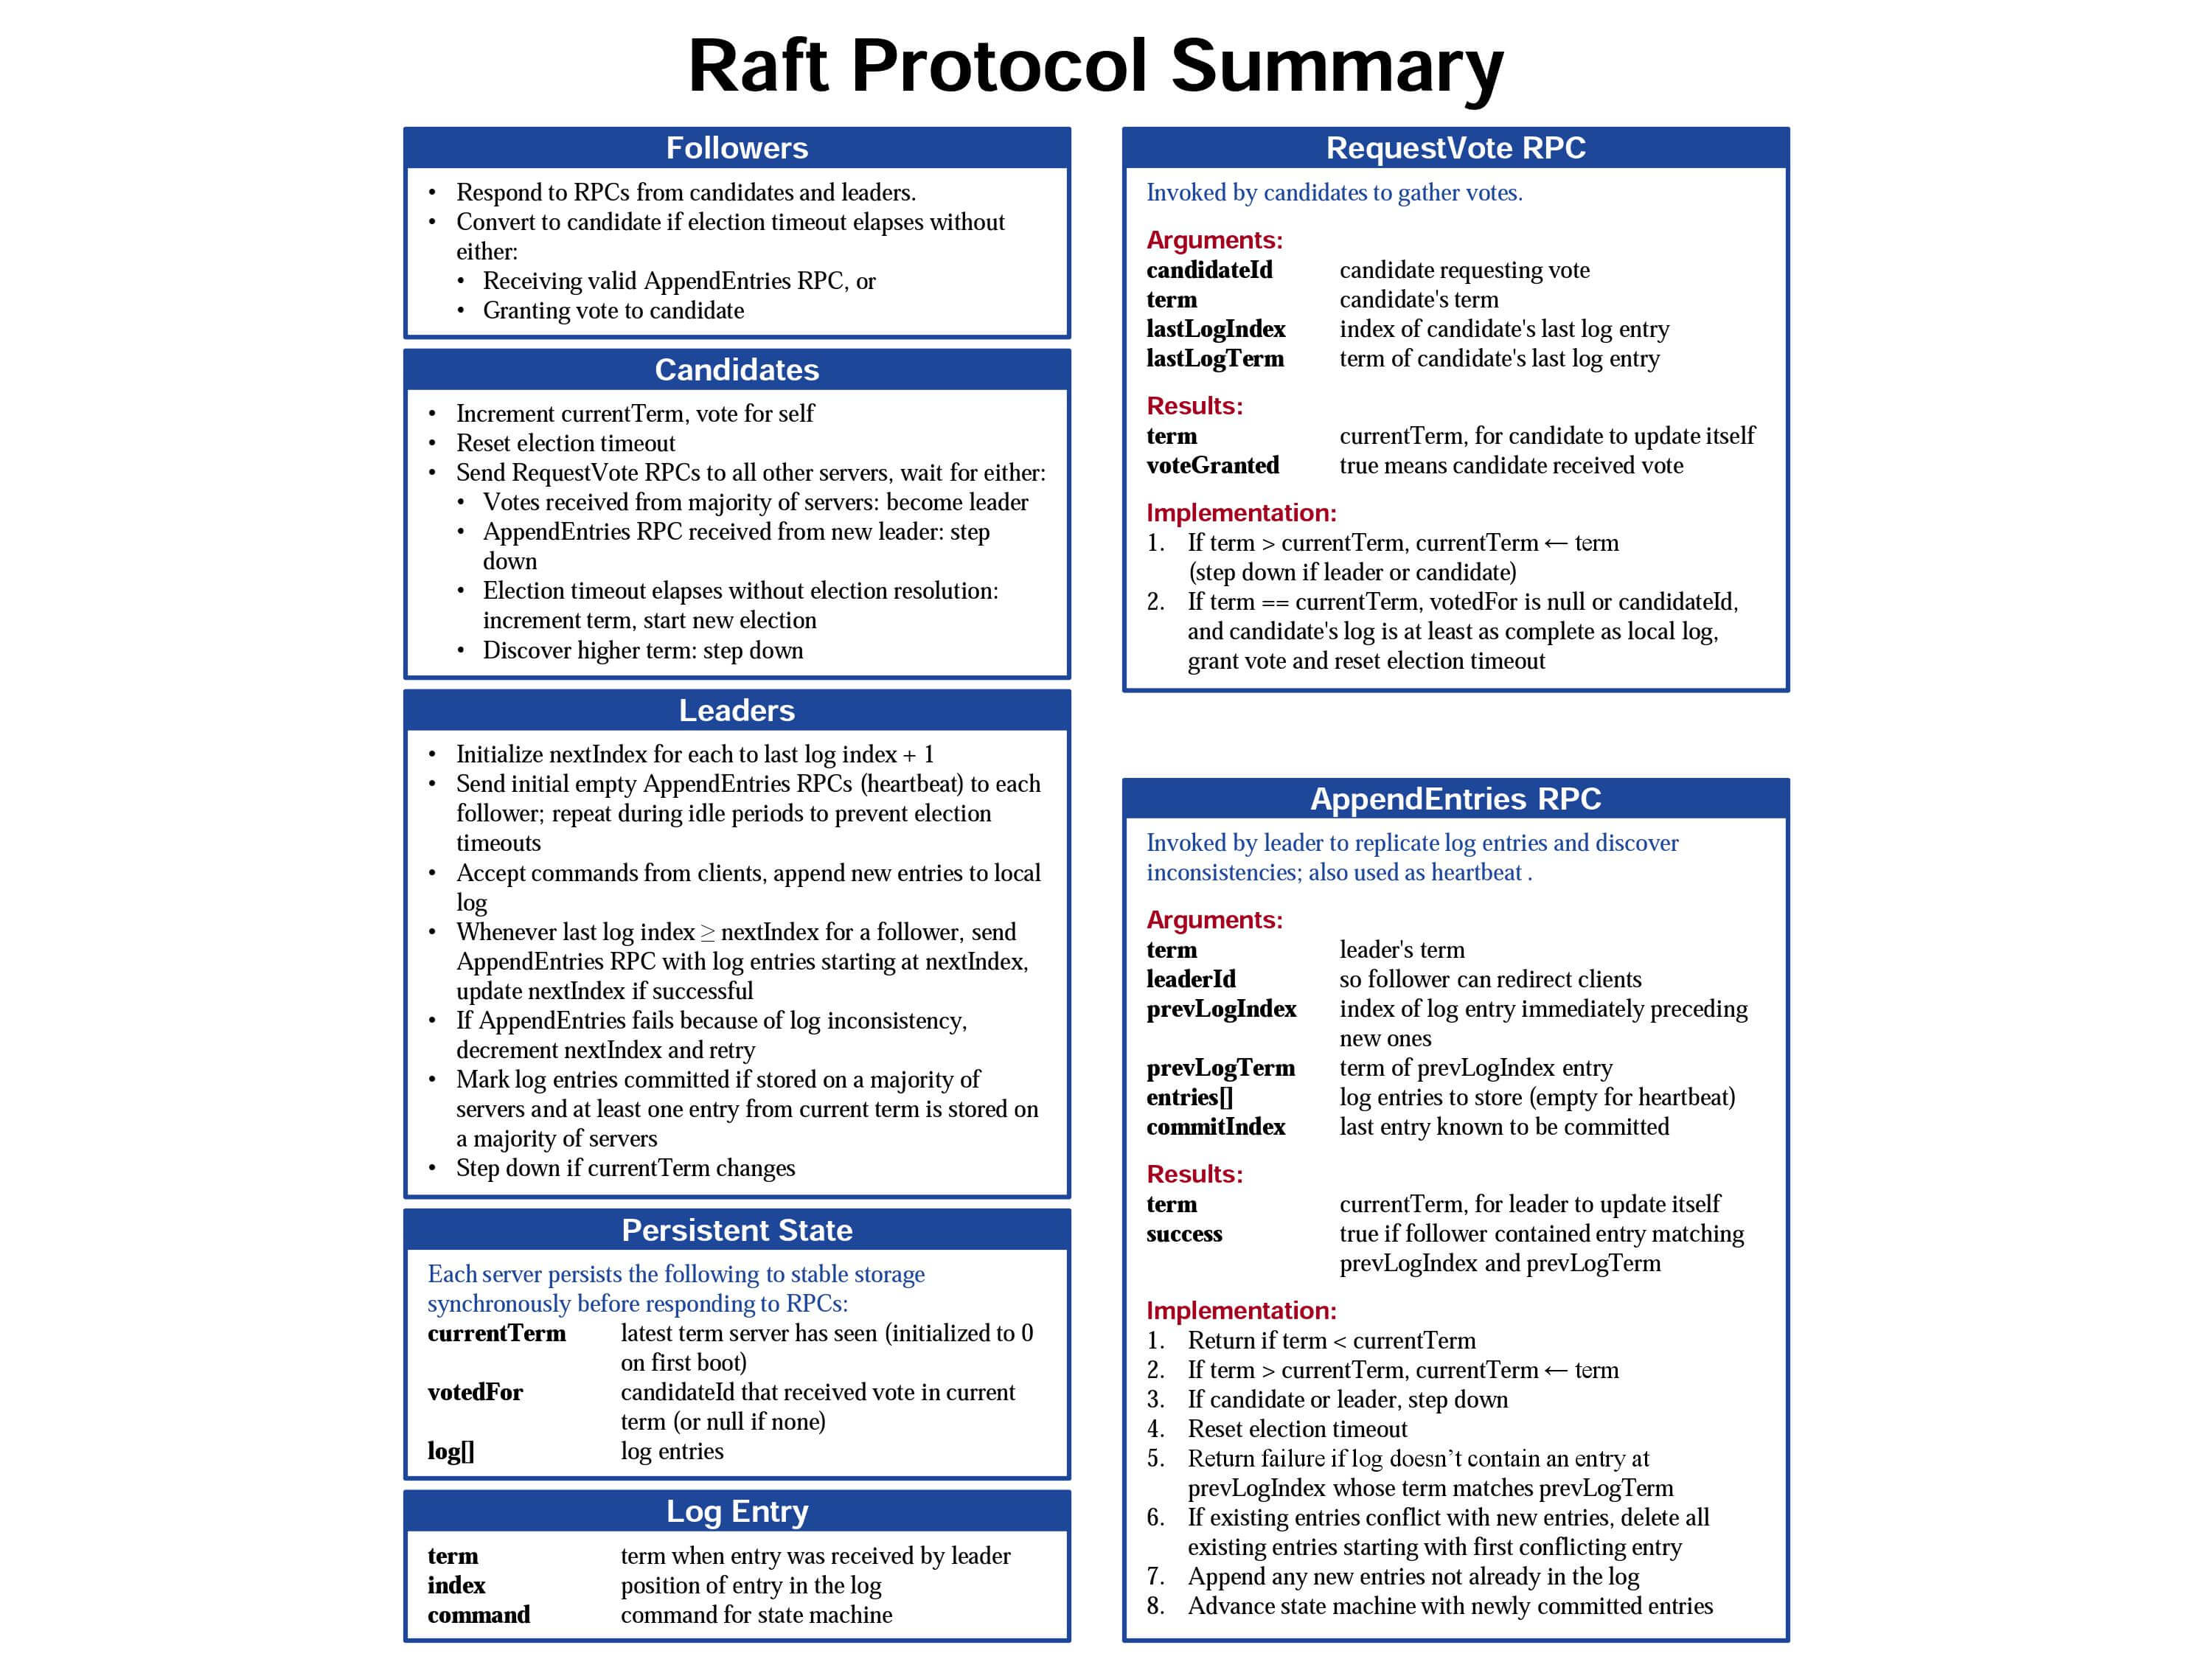 Raft Protocol Summary
Followers
• Respond to RPCs from candidates and leaders.
• Convert to candidate if election timeout elapses without
either:
• Receiving valid AppendEntries RPC, or
• Granting vote to candidate
Candidates
• Increment currentTerm, vote for self
• Reset election timeout
• Send RequestVote RPCs to all other servers, wait for either:
• Votes received from majority of servers: become leader
• AppendEntries RPC received from new leader: step
down
• Election timeout elapses without election resolution:
increment term, start new election
• Discover higher term: step down
Leaders
• Initialize nextIndex for each to last log index + 1
• Send initial empty AppendEntries RPCs (heartbeat) to each
follower; repeat during idle periods to prevent election
timeouts
• Accept commands from clients, append new entries to local
log
• Whenever last log index ≥ nextIndex for a follower, send
AppendEntries RPC with log entries starting at nextIndex,
update nextIndex if successful
• If AppendEntries fails because of log inconsistency,
decrement nextIndex and retry
• Mark log entries committed if stored on a majority of
servers and at least one entry from current term is stored on
a majority of servers
• Step down if currentTerm changes
Persistent State
Each server persists the following to stable storage
synchronously before responding to RPCs:
currentTerm latest term server has seen (initialized to 0
on first boot)
votedFor candidateId that received vote in current
term (or null if none)
log[] log entries
Log Entry
term term when entry was received by leader
index position of entry in the log
command command for state machine
RequestVote RPC
Invoked by candidates to gather votes.
Arguments:
candidateId candidate requesting vote
term candidate's term
lastLogIndex index of candidate's last log entry
lastLogTerm term of candidate's last log entry
Results:
term currentTerm, for candidate to update itself
voteGranted true means candidate received vote
Implementation:
1. If term > currentTerm, currentTerm ← term
(step down if leader or candidate)
2. If term == currentTerm, votedFor is null or candidateId,
and candidate's log is at least as complete as local log,
grant vote and reset election timeout
AppendEntries RPC
Invoked by leader to replicate log entries and discover
inconsistencies; also used as heartbeat .
Arguments:
term leader's term
leaderId so follower can redirect clients
prevLogIndex index of log entry immediately preceding
new ones
prevLogTerm term of prevLogIndex entry
entries[] log entries to store (empty for heartbeat)
commitIndex last entry known to be committed
Results:
term currentTerm, for leader to update itself
success true if follower contained entry matching
prevLogIndex and prevLogTerm
Implementation:
1. Return if term < currentTerm
2. If term > currentTerm, currentTerm ← term
3. If candidate or leader, step down
4. Reset election timeout
5. Return failure if log doesn’t contain an entry at
prevLogIndex whose term matches prevLogTerm
6. If existing entries conflict with new entries, delete all
existing entries starting with first conflicting entry
7. Append any new entries not already in the log
8. Advance state machine with newly committed entries